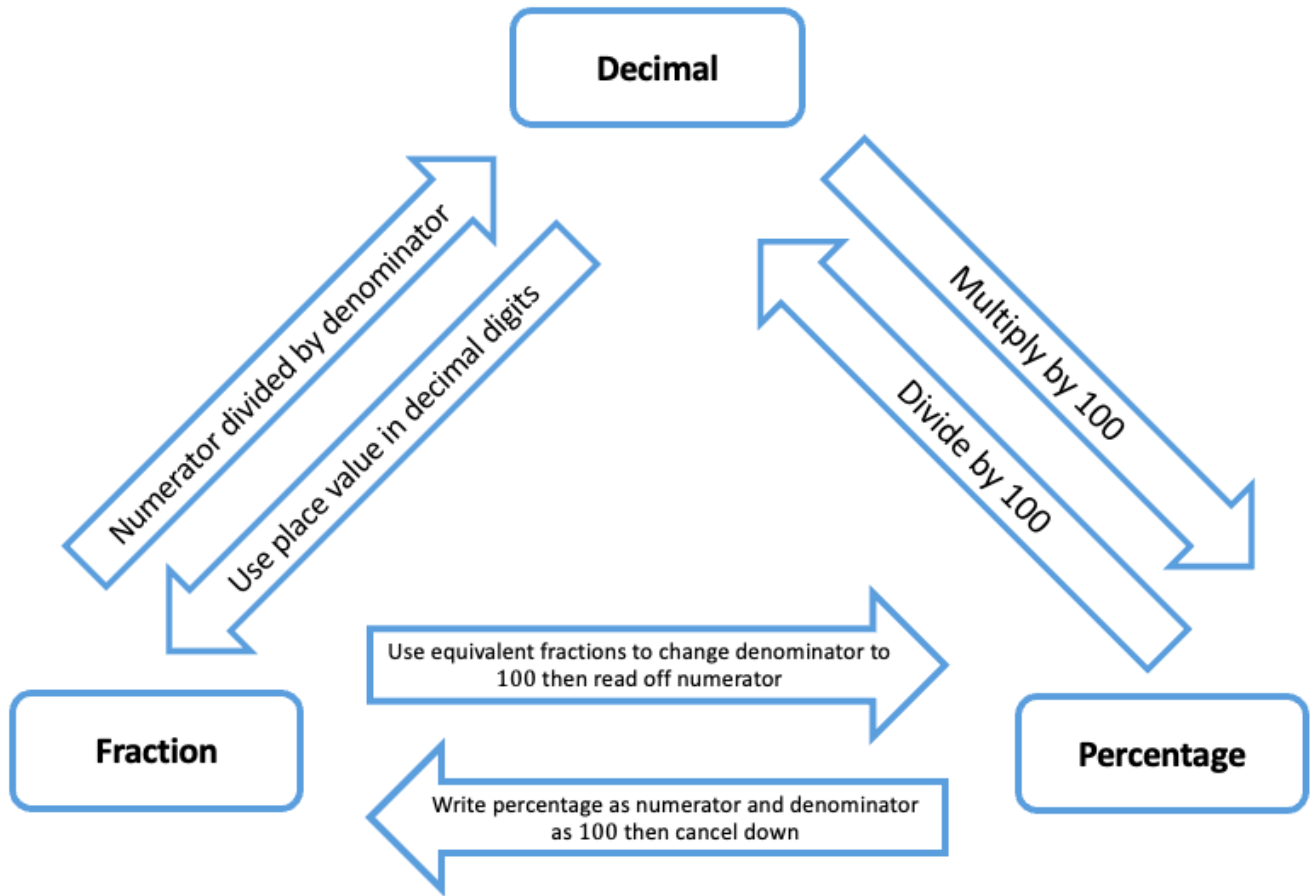 Decimal
Numerator divided by denominator
Use place value in decimal digits
Multiply by 100
Divide by 100
Use equivalent fractions to change denominator to
100 then read off numerator
Fraction
Percentage
Write percentage as numerator and denominator
as 100 then cancel down